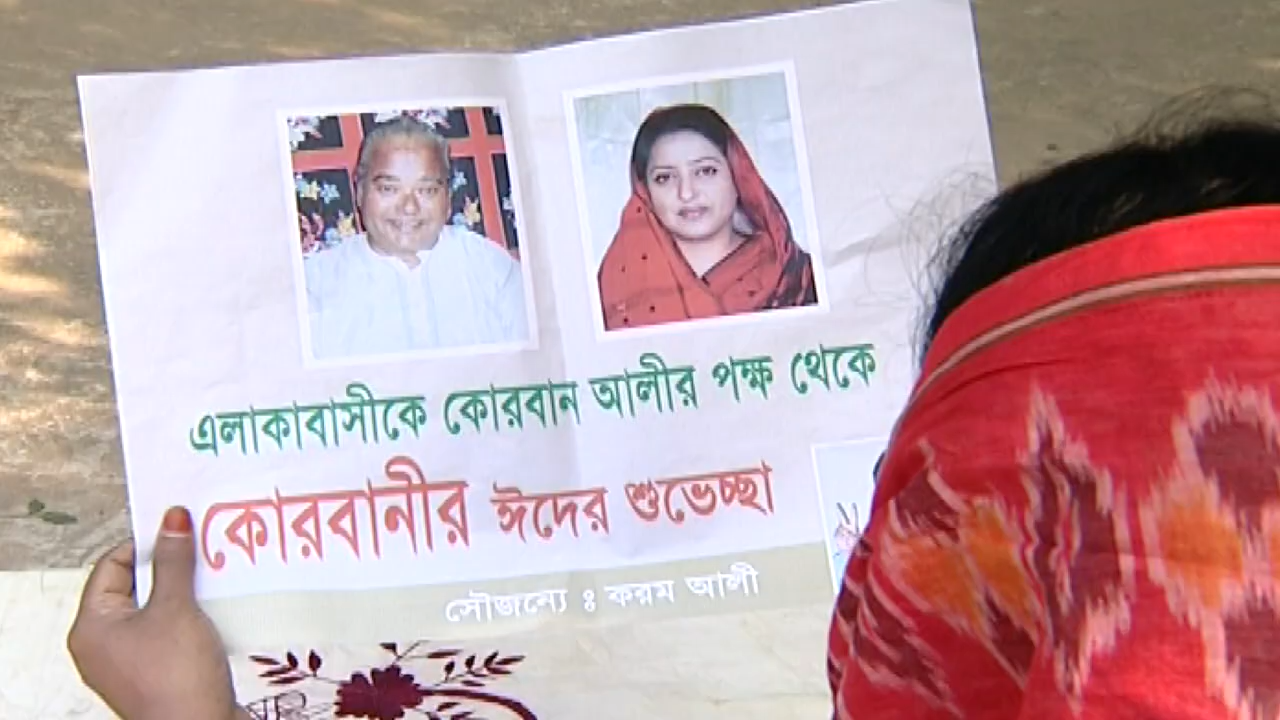 এলাকাবাসীকে কোরবান আলীর পক্ষ থেকে
কোরবানীর ঈদের শুভেচ্ছা
সৌজন্যে ঃ করম আলী